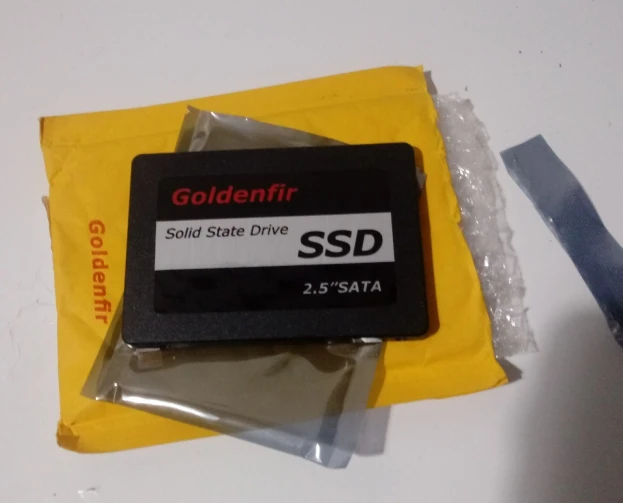 Goldenfir
Solid State Drive
SSD
2.5"SATA
Goldenfir